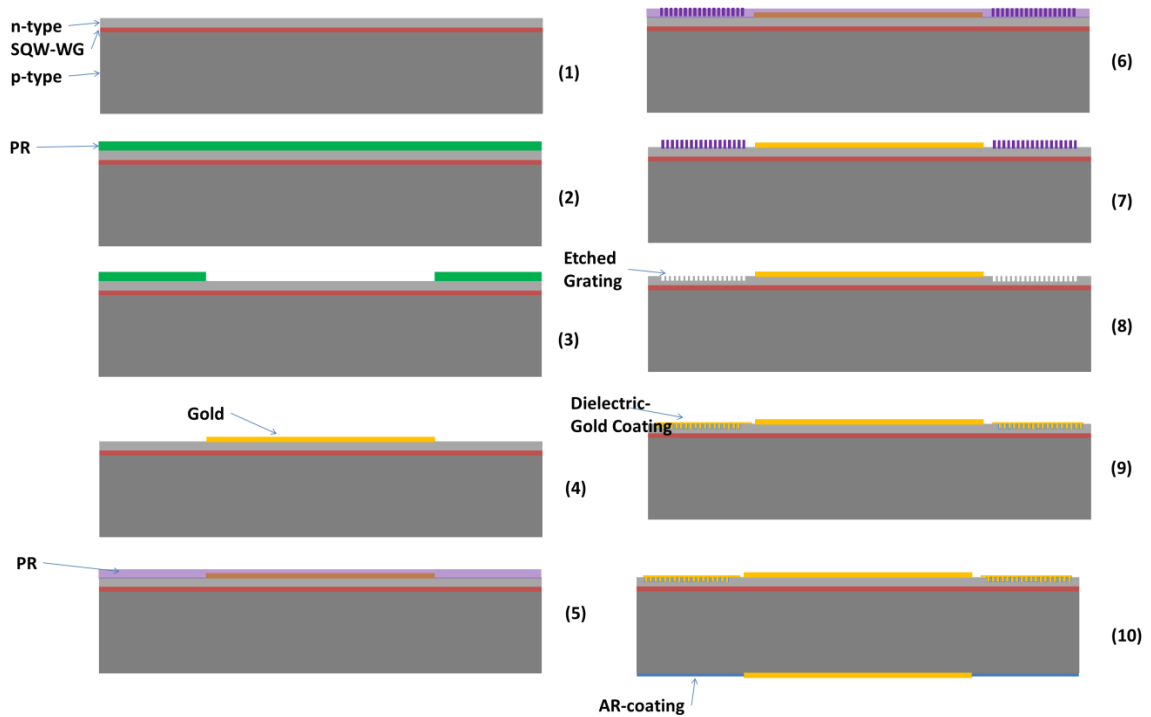 n-type
SQW-WG
p-type
(1)
PR
(2)
(3)
Gold
(4)
PR
(5)
(6)
(7)
Etched
Grating
(8)
Dielectric-
Gold Coating
(9)
(10)
AR-coating